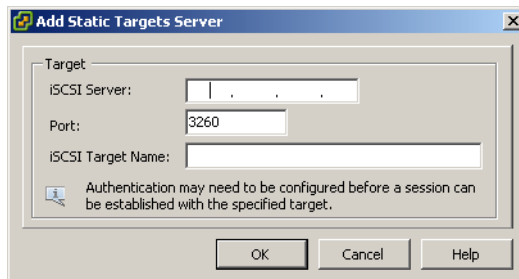 Add Static Targets Server
Target
iSCSI Server:
. . .
Port:
3260
iSCSI Target Name:
Authentication may need to be configured before a session can
be established with the specified target.
OK Cancel Help